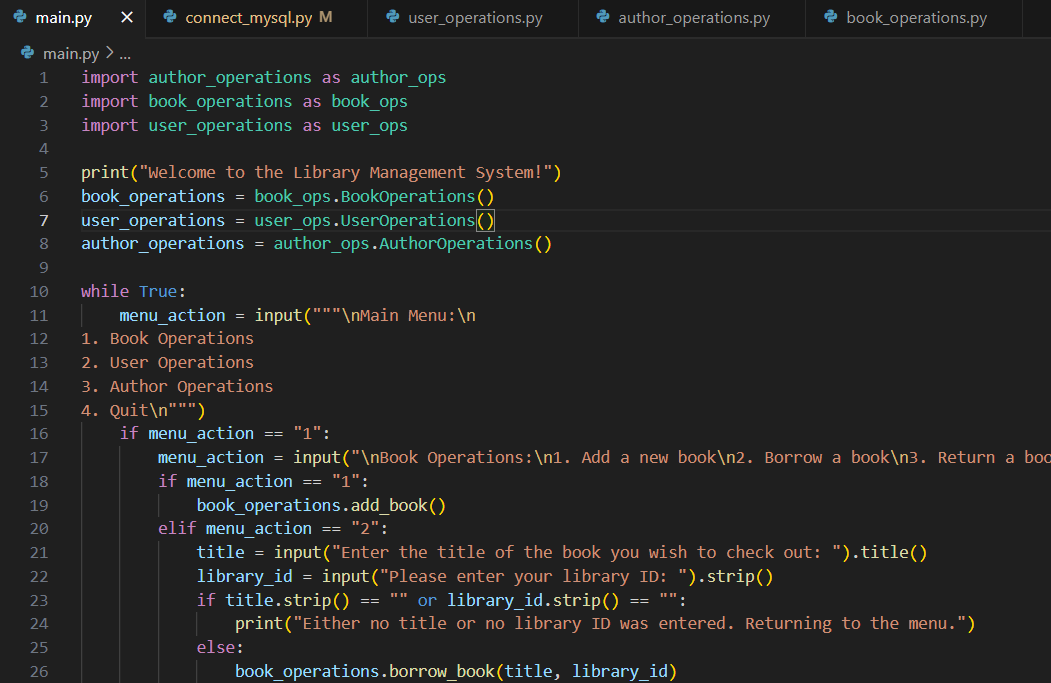 main.py × connect_mysql.py M user_operations.py author_operations.py book_operations.py
main.py > ...
1 import author_operations as author_ops
2 import book_operations as book_ops
3 import user_operations as user_ops
4
5 print("Welcome to the Library Management System!")
6 book_operations = book_ops.BookOperations()
7 user_operations = user_ops.UserOperations()
8 author_operations = author_ops.AuthorOperations()
9
10 while True:
11     menu_action = input("""\nMain Menu:\n
12 1. Book Operations
13 2. User Operations
14 3. Author Operations
15 4. Quit\n""")
16     if menu_action == "1":
17         menu_action = input("\nBook Operations:\n1. Add a new book\n2. Borrow a book\n3. Return a boo
18         if menu_action == "1":
19             book_operations.add_book()
20         elif menu_action == "2":
21             title = input("Enter the title of the book you wish to check out: ").title()
22             library_id = input("Please enter your library ID: ").strip()
23             if title.strip() == "" or library_id.strip() == "":
24                 print("Either no title or no library ID was entered. Returning to the menu.")
25             else:
26                 book_operations.borrow_book(title, library_id)